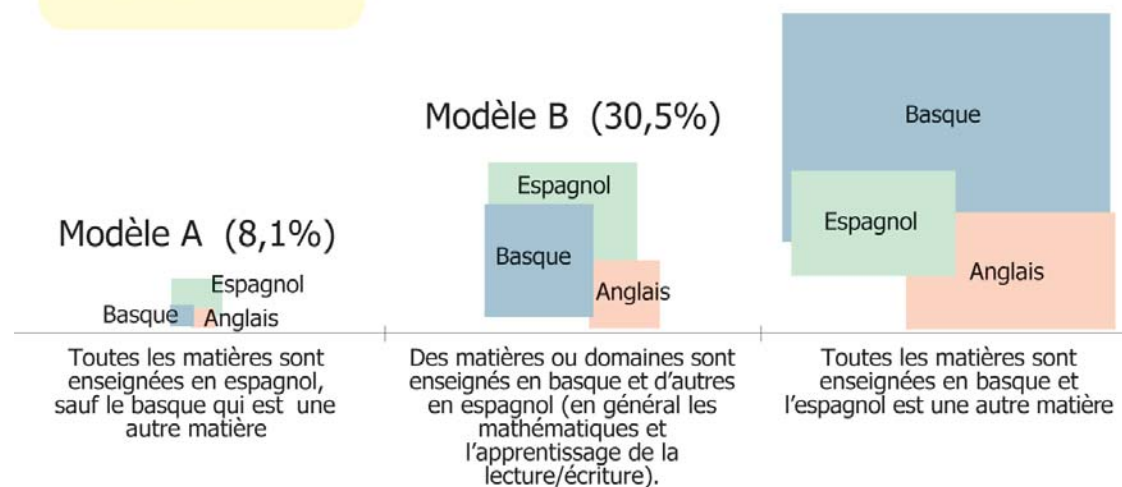 Modèle A (8,1%)
Espagnol
Basque
Anglais
Toutes les matières sont
enseignées en espagnol,
sauf le basque qui est une
autre matière
Modèle B (30,5%)
Espagnol
Basque
Anglais
Des matières ou domaines sont
enseignés en basque et d'autres
en espagnol (en général les
mathématiques et
l'apprentissage de la
lecture/écriture).
Basque
Espagnol
Anglais
Toutes les matières sont
enseignées en basque et
l'espagnol est une autre matière